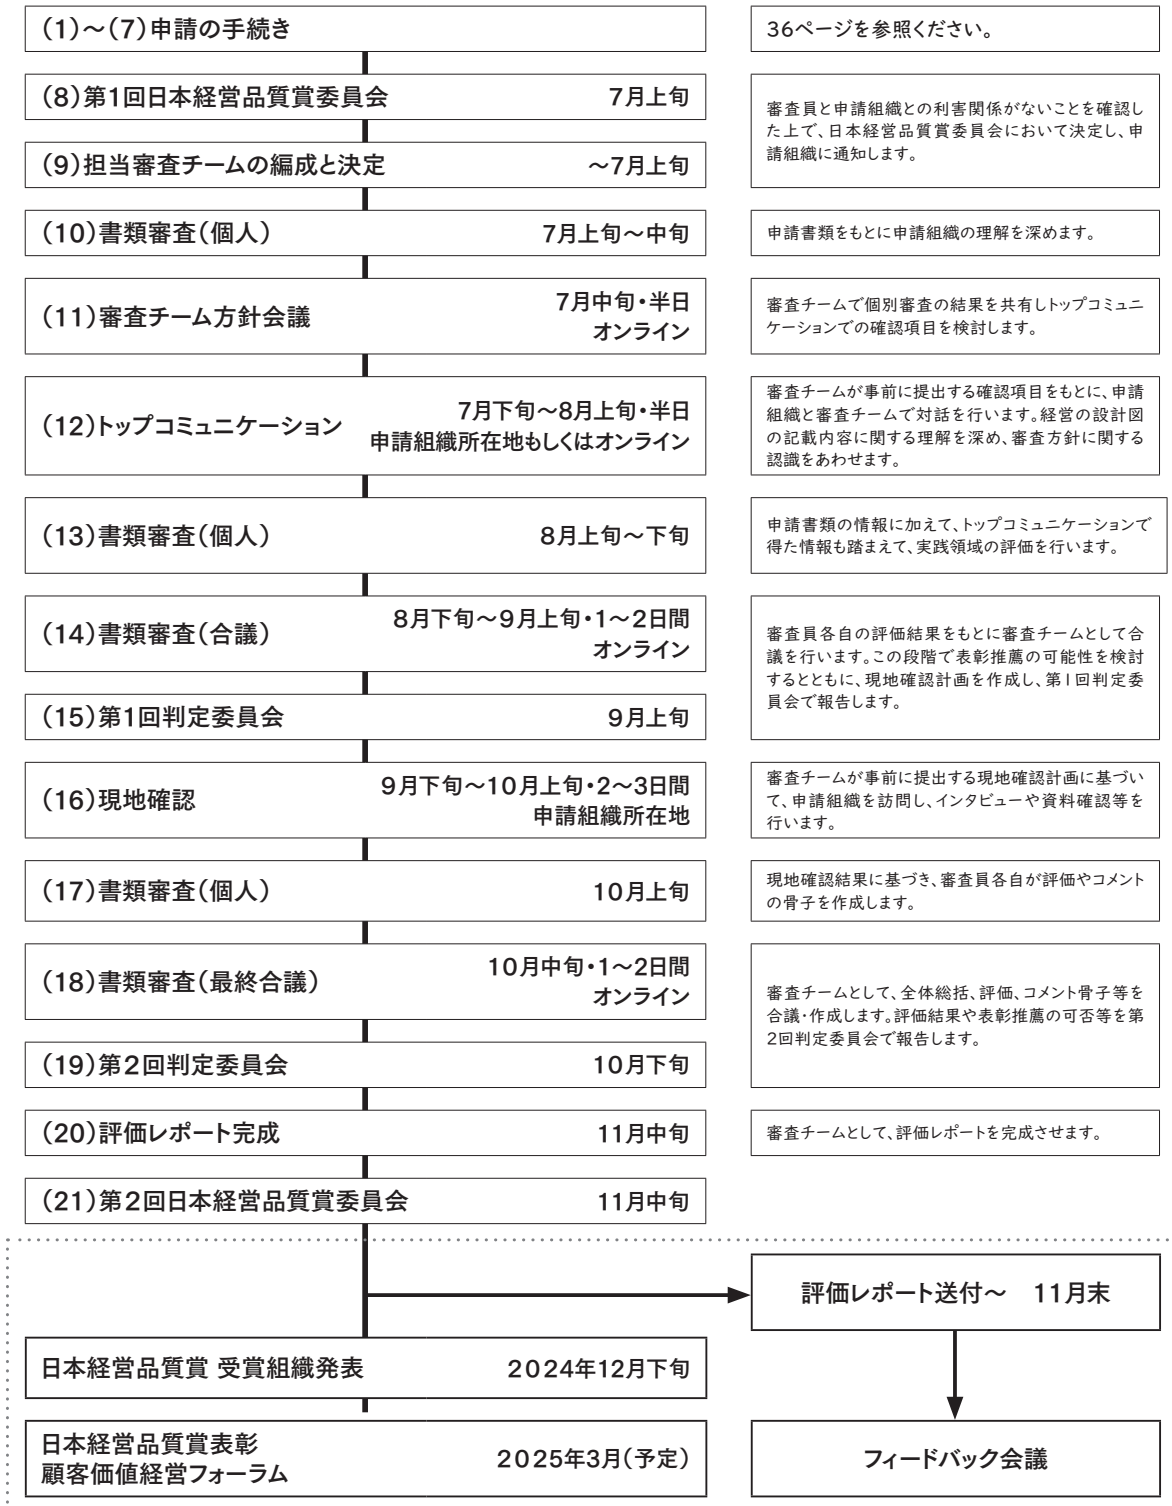 (1)~(7)申請の手続き
36ページを参照ください。
(8)第1回日本経営品質賞委員会 7月上旬
(9)担当審査チームの編成と決定 ~7月上旬
審査員と申請組織との利害関係がないことを確認し
た上で、日本経営品質賞委員会において決定し、申
請組織に通知します。
(10)書類審査(個人) 7月上旬~中旬
申請書類をもとに申請組織の理解を深めます。
(11)審査チーム方針会議 7月中旬・半日
オンライン
審査チームで個別審査の結果を共有しトップコミュニ
ケーションでの確認項目を検討します。
(12)トップコミュニケーション 7月下旬~8月上旬・半日
申請組織所在地もしくはオンライン
審査チームが事前に提出する確認項目をもとに、申請
組織と審査チームで対話を行います。経営の設計図
の記載内容に関する理解を深め、審査方針に関する
認識をあわせます。
(13)書類審査(個人) 8月上旬~下旬
申請書類の情報に加えて、トップコミュニケーションで
得た情報も踏まえて、実践領域の評価を行います。
(14)書類審査(合議) 8月下旬~9月上旬・1~2日間
オンライン
(15)第1回判定委員会 9月上旬
審査員各自の評価結果をもとに審査チームとして合
議を行います。この段階で表彰推薦の可能性を検討
するとともに、現地確認計画を作成し、第1回判定委
員会で報告します。
(16)現地確認 9月下旬~10月上旬・2~3日間
申請組織所在地
審査チームが事前に提出する現地確認計画に基づい
て、申請組織を訪問し、インタビューや資料確認等を
行います。
(17)書類審査(個人) 10月上旬
現地確認結果に基づき、審査員各自が評価やコメント
の骨子を作成します。
(18)書類審査(最終合議) 10月中旬・1~2日間
オンライン
(19)第2回判定委員会 10月下旬
審査チームとして、全体総括、評価、コメント骨子等を
合議・作成します。評価結果や表彰推薦の可否等を第
2回判定委員会で報告します。
(20)評価レポート完成 11月中旬
審査チームとして、評価レポートを完成させます。
(21)第2回日本経営品質賞委員会 11月中旬
評価レポート送付~ 11月末
日本経営品質賞 受賞組織発表 2024年12月下旬
日本経営品質賞表彰
顧客価値経営フォーラム 2025年3月(予定)
フィードバック会議